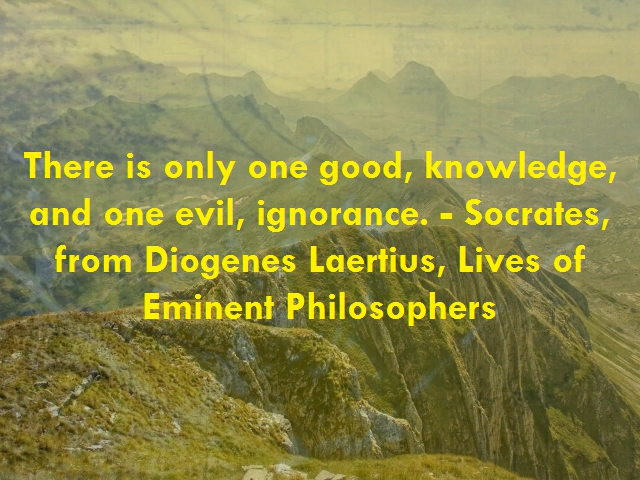 There is only one good, knowledge,
and one evil, ignorance. - Socrates,
from Diogenes Laertius, Lives of
Eminent Philosophers